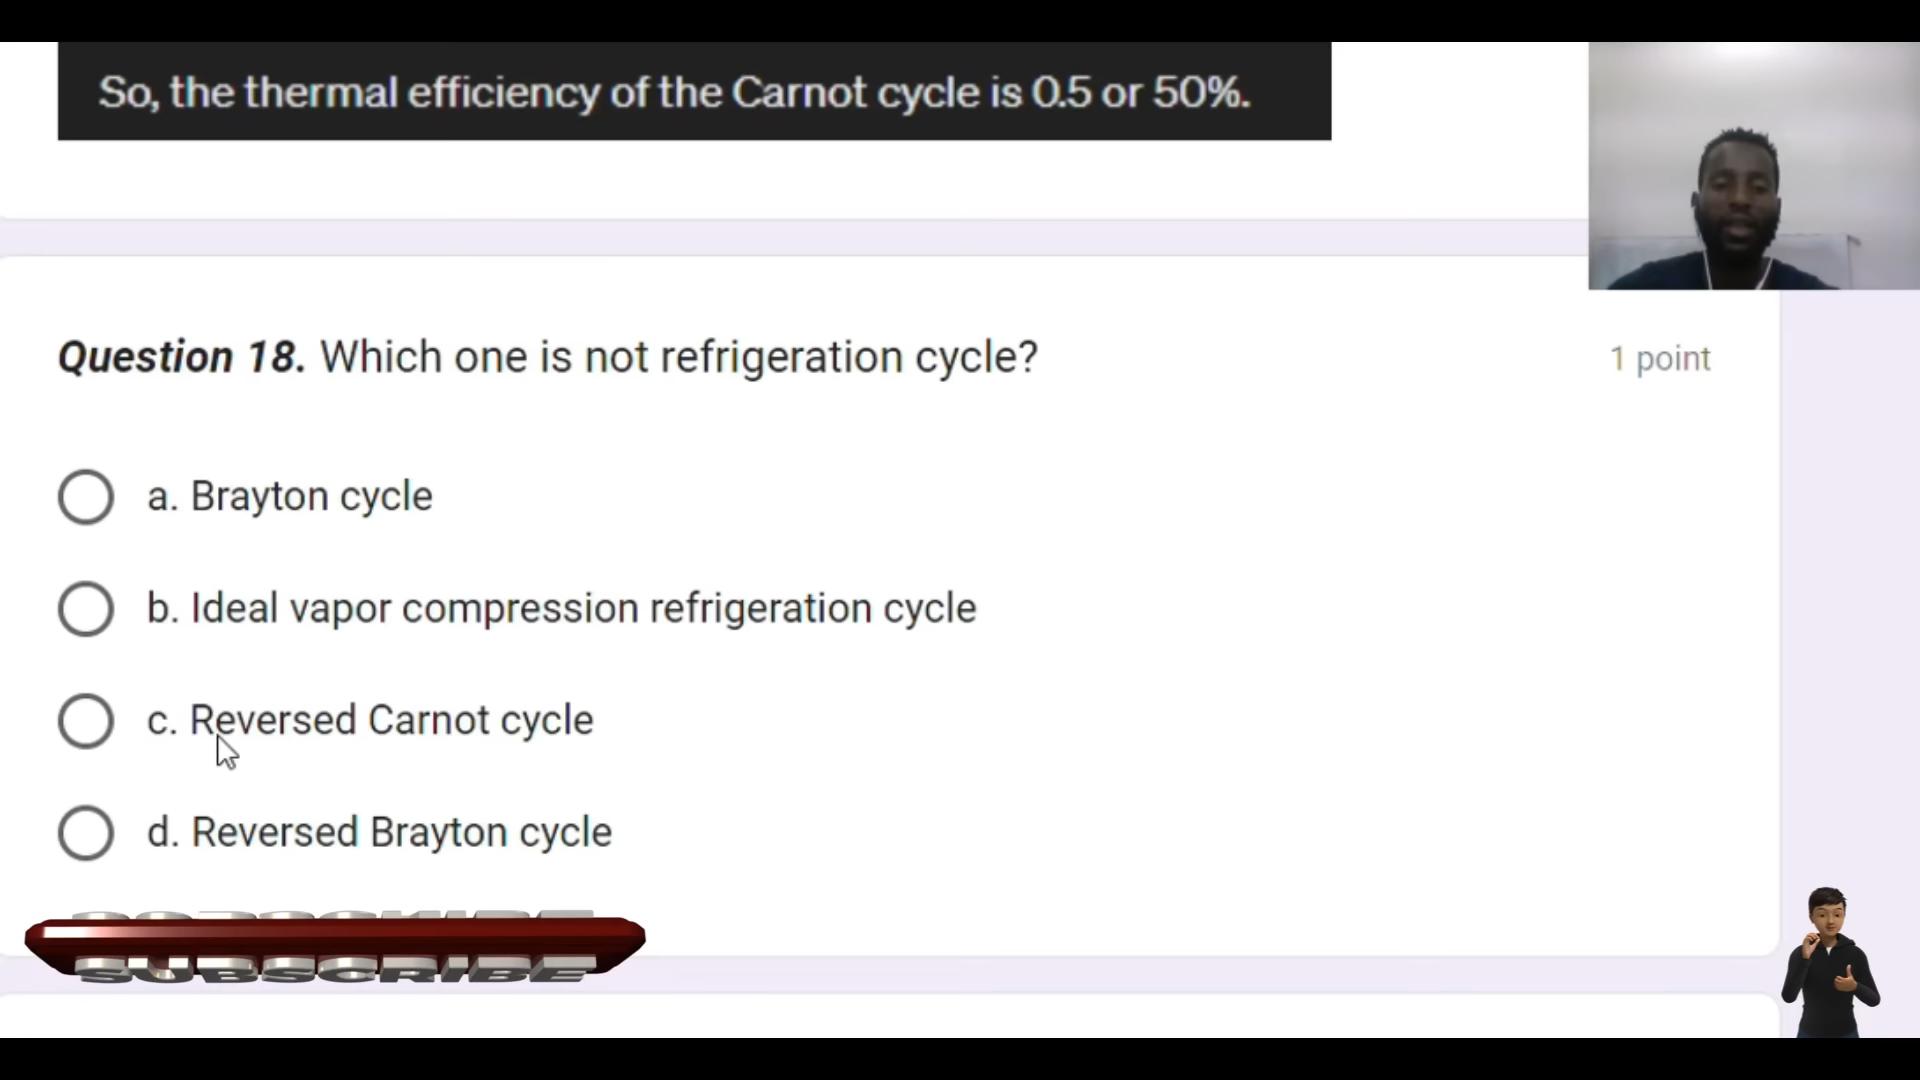 So, the thermal efficiency of the Carnot cycle is 0.5 or 50%.
Question 18. Which one is not refrigeration cycle?
1 point
a. Brayton cycle
b. Ideal vapor compression refrigeration cycle
c. Reversed Carnot cycle
d. Reversed Brayton cycle
SUBSCRIBE